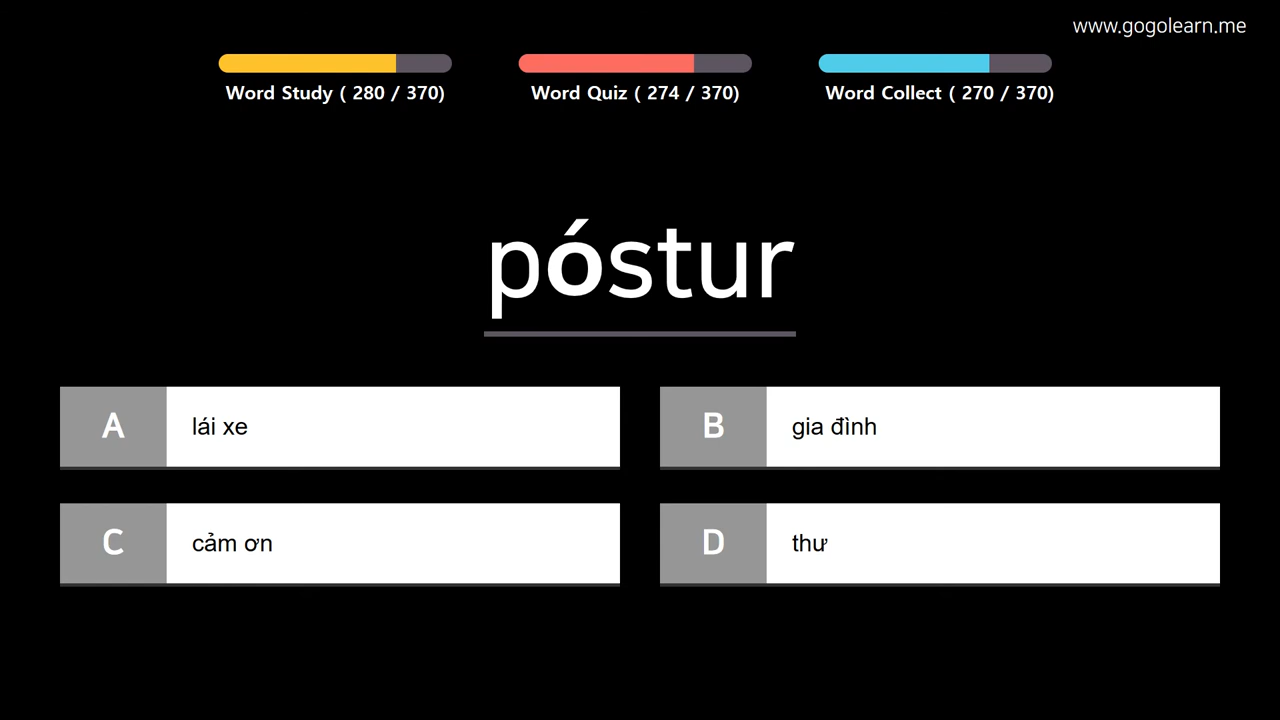 www.gogolearn.me
Word Study ( 280 / 370)
Word Quiz ( 274 / 370)
Word Collect ( 270 / 370)
póstur
A lái xe
B gia đình
C cảm ơn
D thư